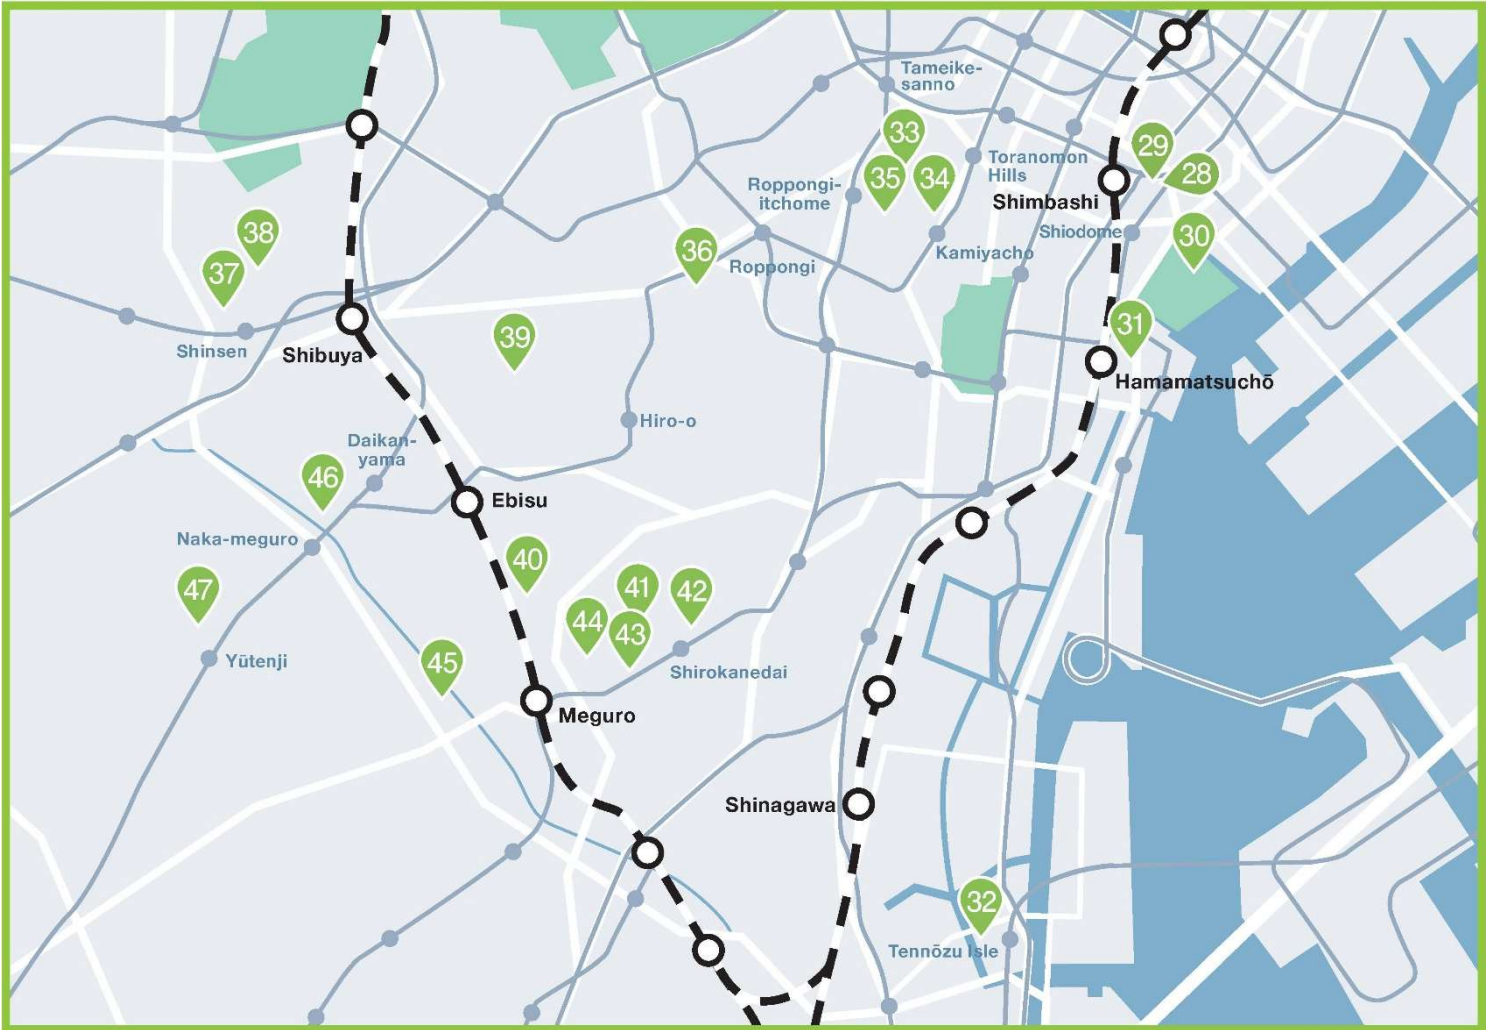 Tameike-
sanno
33
29
Toranomon
Hills
35
34
28
Roppongi-
itchome
Shimbashi
38
36
Shiodome
30
Kamiyacho
37
Roppongi
31
39
Shinsen
Shibuya
Hamamatsuchō
Hiro-o
Daikan-
yama
46
Ebisu
Naka-meguro
40
47
41
42
44
43
45
Yūtenji
Shirokanedai
Meguro
Shinagawa
32
Tennōzu Isle